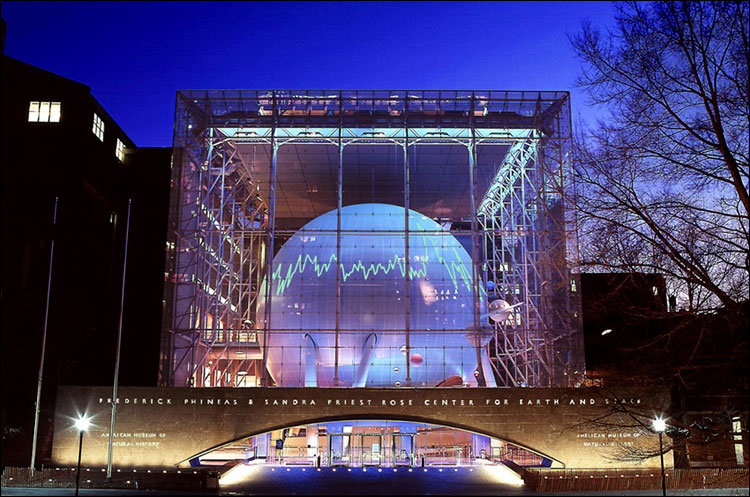 FREDERICK PHINEAS & SANDRA PRIEST ROSE CENTER FOR EARTH AND SPACE
AMERICAN MUSEUM OF
NATURAL HISTORY
AMERICAN MUSEUM OF
NATURAL HISTORY